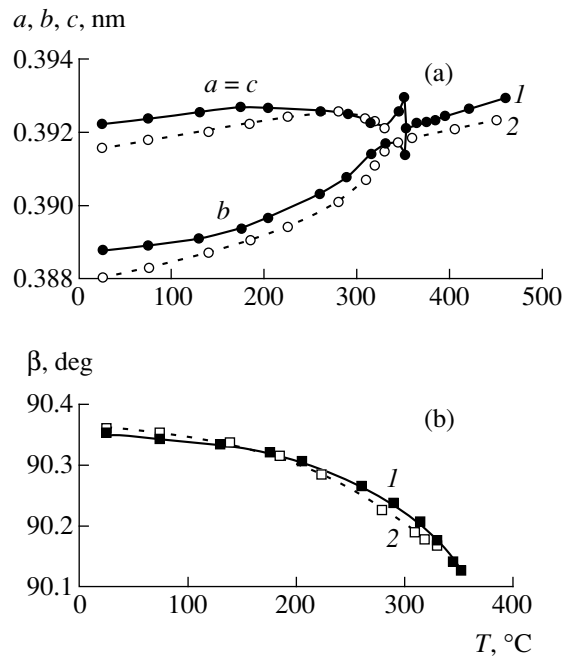 a, b, c, nm
0.394
a = c
(a)
1
0.392
2
0.390
b
0.388
0 100 200 300 400 500
β, deg
90.4
(b)
90.3
1
90.2
2
90.1
0 100 200 300 400
T, °C